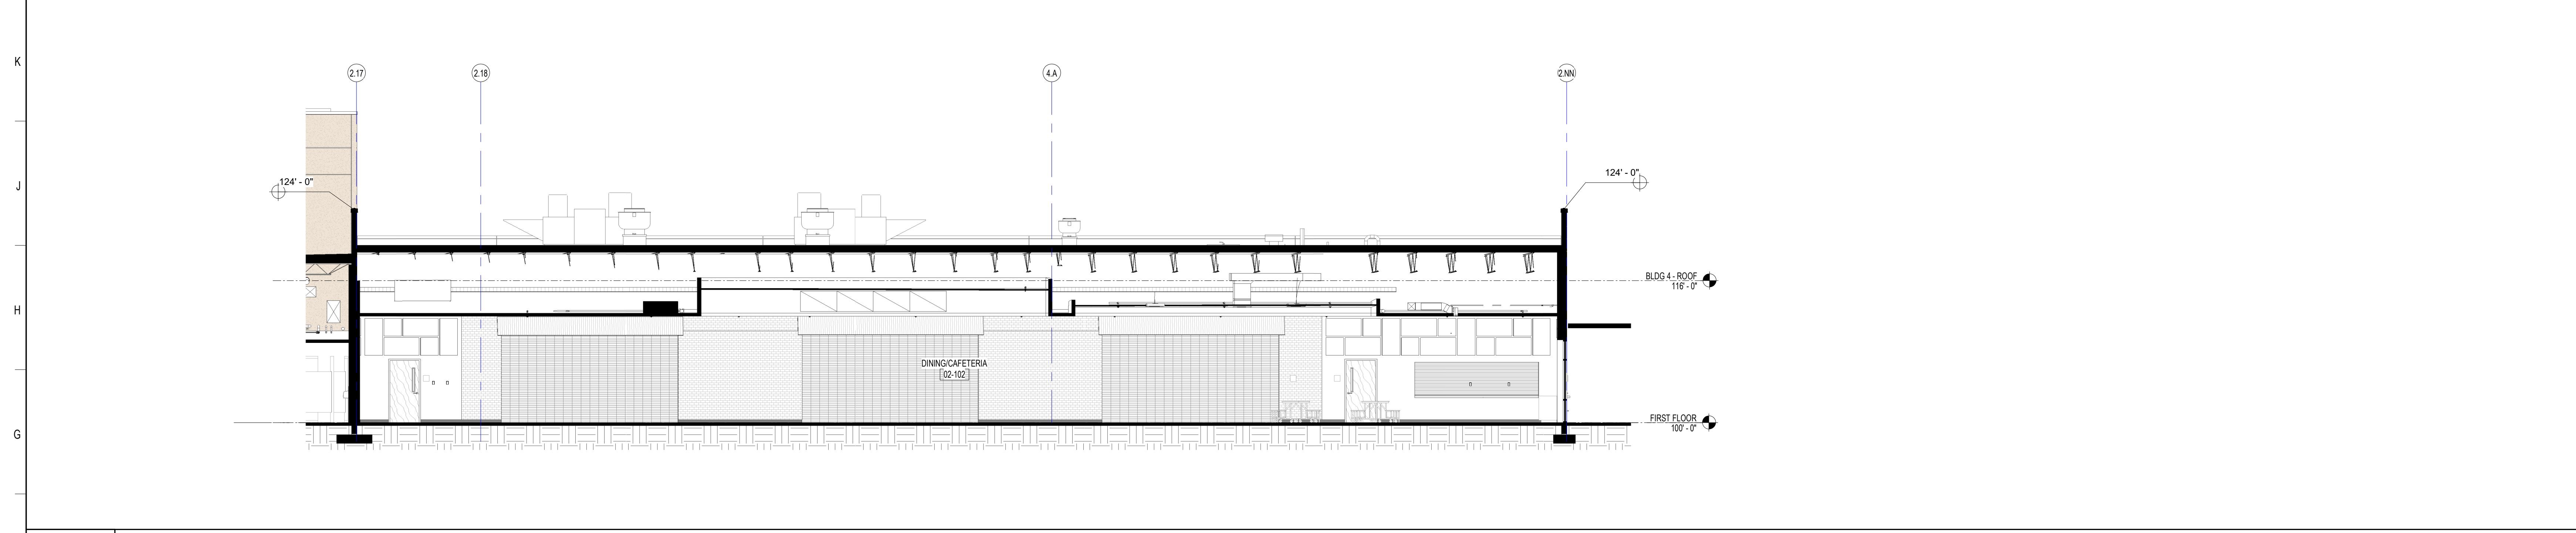 K
2.17
2.18
4.A
2.NN
J
124' - 0"
124' - 0"
BLDG 4 - ROOF
116' - 0"
H
DINING/CAFETERIA
02-102
FIRST FLOOR
100' - 0"
G